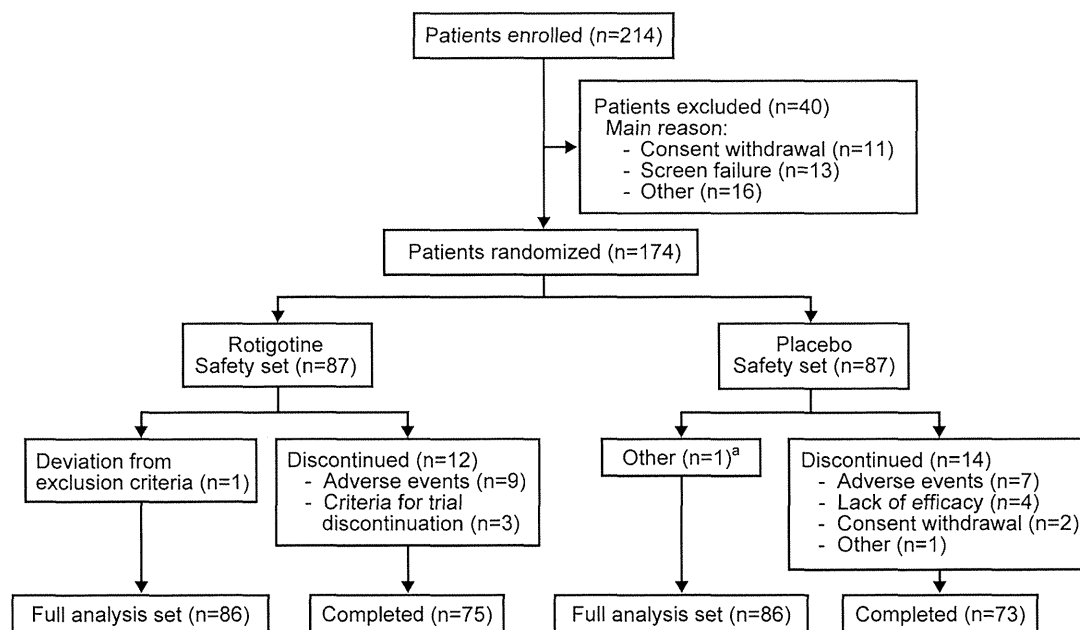 Patients enrolled (n=214)
Patients excluded (n=40)
Main reason:
- Consent withdrawal (n=11)
- Screen failure (n=13)
- Other (n=16)
Patients randomized (n=174)
Rotigotine
Safety set (n=87)
Placebo
Safety set (n=87)
Deviation from
exclusion criteria (n=1)
Discontinued (n=12)
- Adverse events (n=9)
- Criteria for trial
discontinuation (n=3)
Other (n=1)a
Discontinued (n=14)
- Adverse events (n=7)
- Lack of efficacy (n=4)
- Consent withdrawal (n=2)
- Other (n=1)
Full analysis set (n=86)
Completed (n=75)
Full analysis set (n=86)
Completed (n=73)